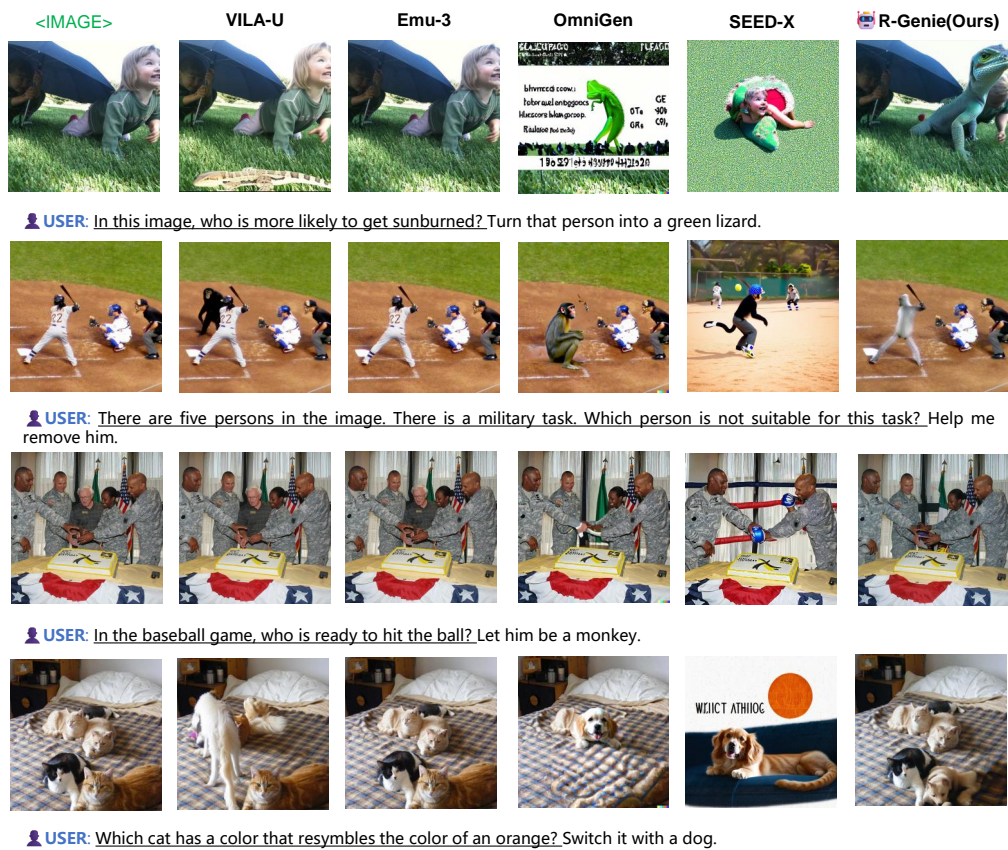 <IMAGE> VILA-U Emu-3 OmniGen SEED-X R-Genie(Ours)
USER: In this image, who is more likely to get sunburned? Turn that person into a green lizard.
USER: There are five persons in the image. There is a military task. Which person is not suitable for this task? Help me
remove him.
USER: In the baseball game, who is ready to hit the ball? Let him be a monkey.
USER: Which cat has a color that resymbles the color of an orange? Switch it with a dog.